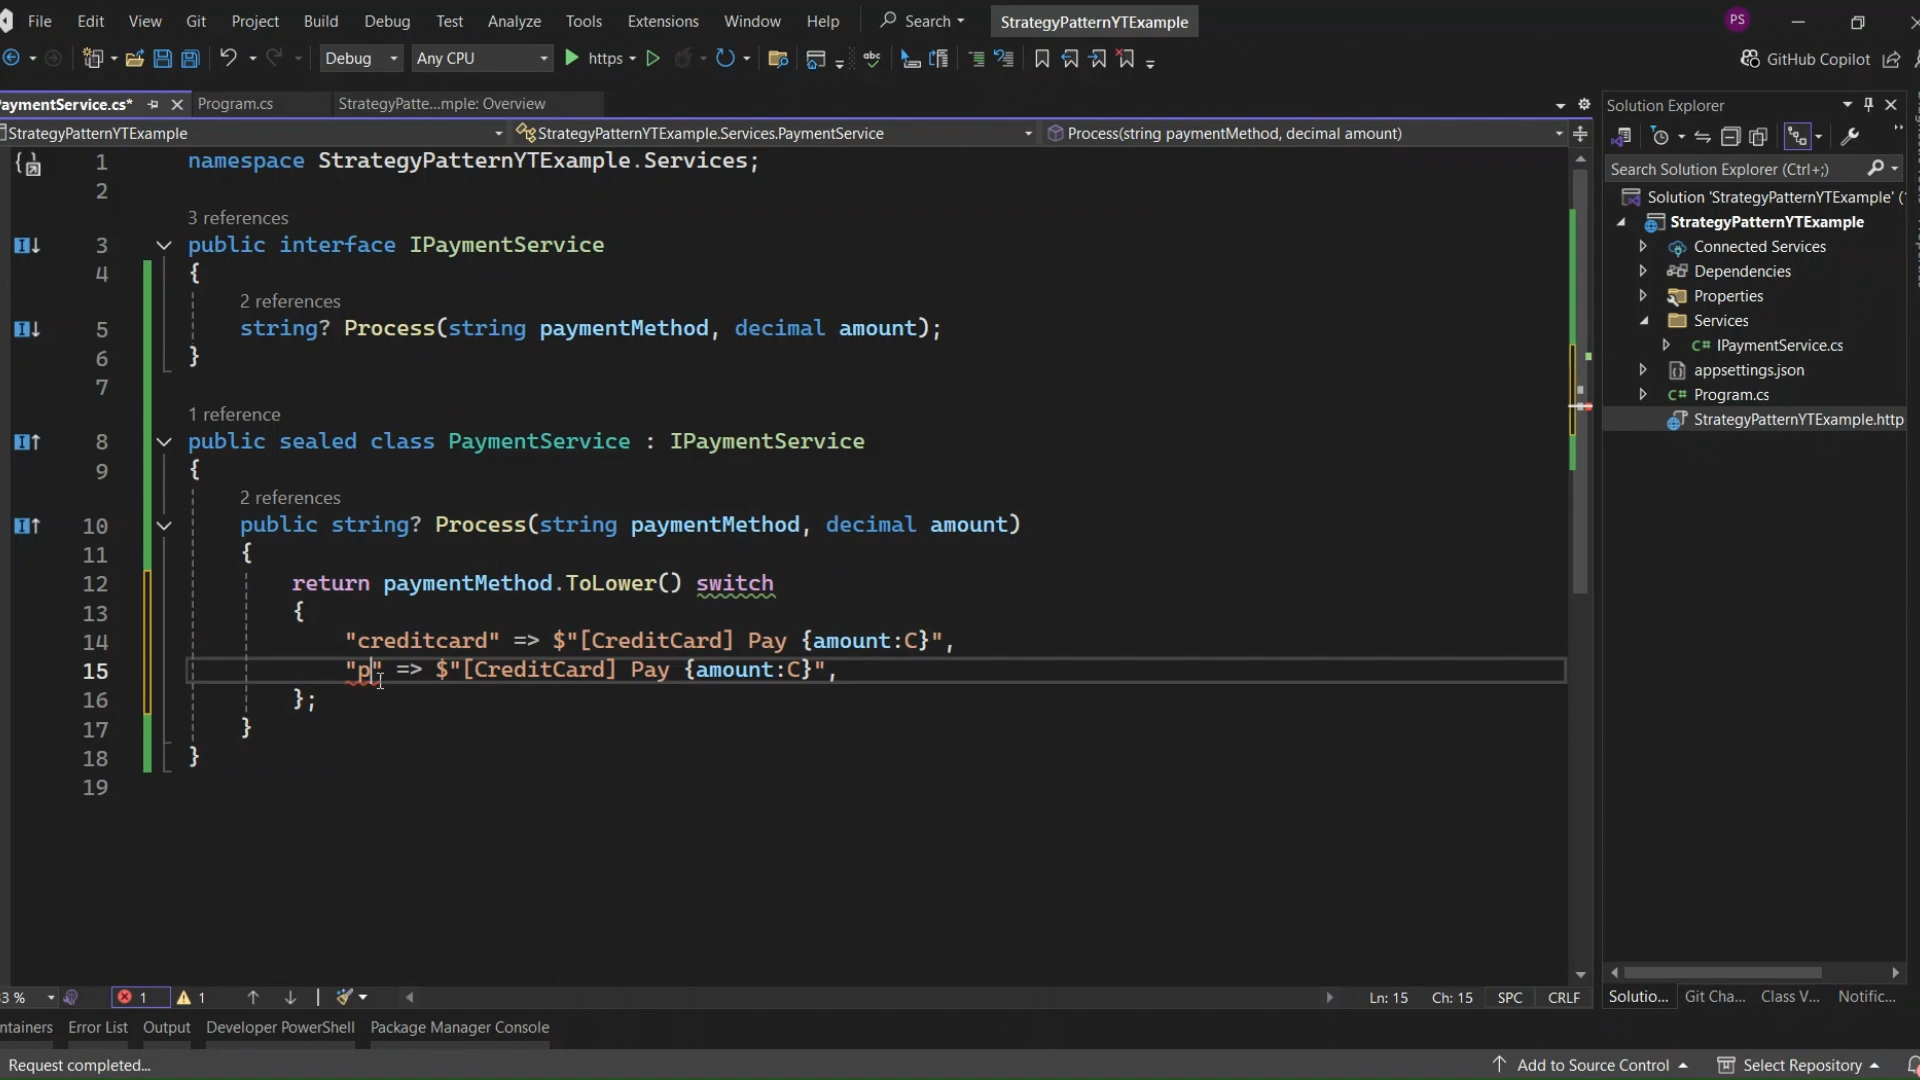 File Edit View Git Project Build Debug Test Analyze Tools Extensions Window Help Search StrategyPatternYTExample PS
Debug Any CPU https GitHub Copilot
PaymentService.cs* Program.cs StrategyPatte...mple: Overview
StrategyPatternYTExample StrategyPatternYTExample.Services.PaymentService Process(string paymentMethod, decimal amount)
1 namespace StrategyPatternYTExample.Services;
2
3 references
3 public interface IPaymentService
4 {
2 references
5 string? Process(string paymentMethod, decimal amount);
6 }
7
1 reference
8 public sealed class PaymentService : IPaymentService
9 {
2 references
10 public string? Process(string paymentMethod, decimal amount)
11 {
12 return paymentMethod.ToLower() switch
13 {
14 "creditcard" => $"[CreditCard] Pay {amount:C}",
15 "p" => $"[CreditCard] Pay {amount:C}",
16 };
17 }
18 }
19
Solution Explorer
Search Solution Explorer (Ctrl+;)
Solution 'StrategyPatternYTExample' (
StrategyPatternYTExample
Connected Services
Dependencies
Properties
Services
C# IPaymentService.cs
appsettings.json
C# Program.cs
StrategyPatternYTExample.http
3 % 1 1 Ln: 15 Ch: 15 SPC CRLF
Solutio... Git Cha... Class V... Notific...
ntainers Error List Output Developer PowerShell Package Manager Console
Request completed... Add to Source Control Select Repository